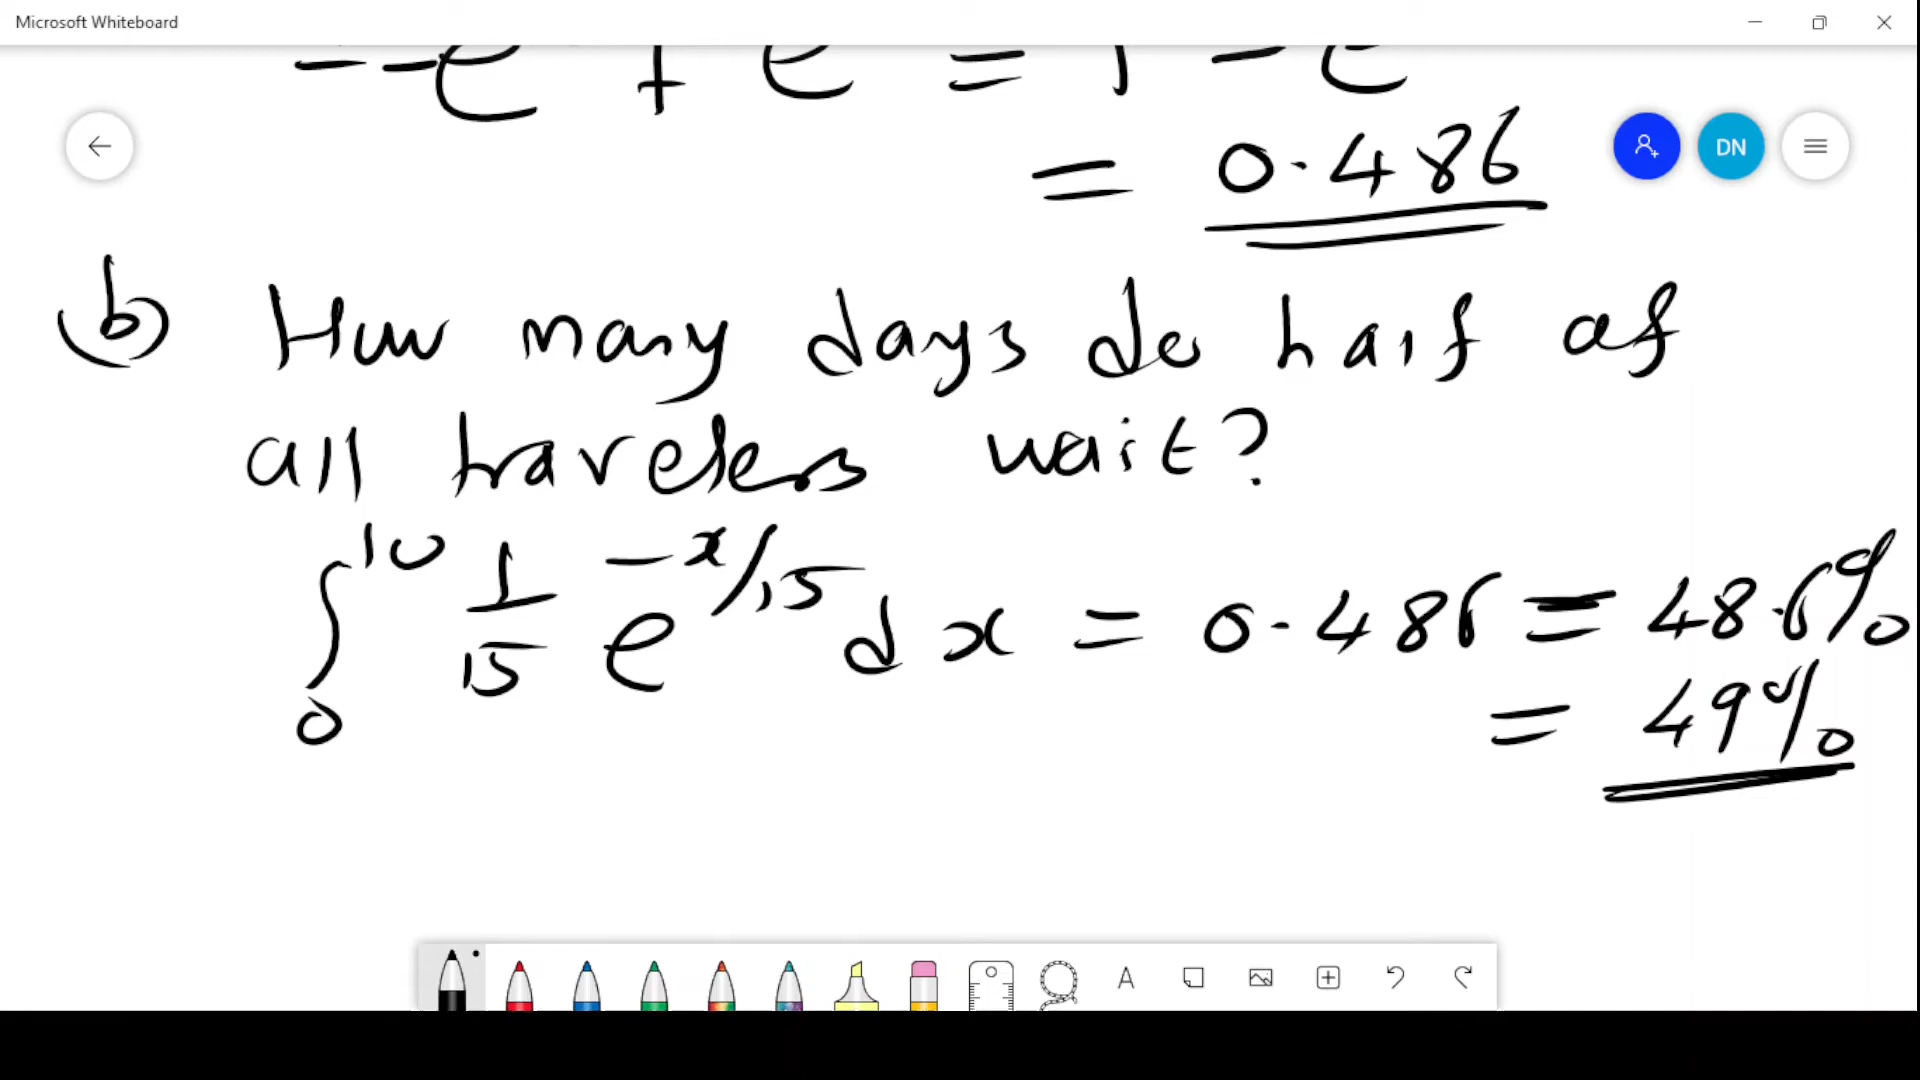 Microsoft Whiteboard
= -e + e = 1 - e
= 0.486
DN
b) How many days do half of
all travelers wait?
∫₀¹⁰ 1/15 e^(-x/15) dx = 0.486 = 48.6%
= 49%
A